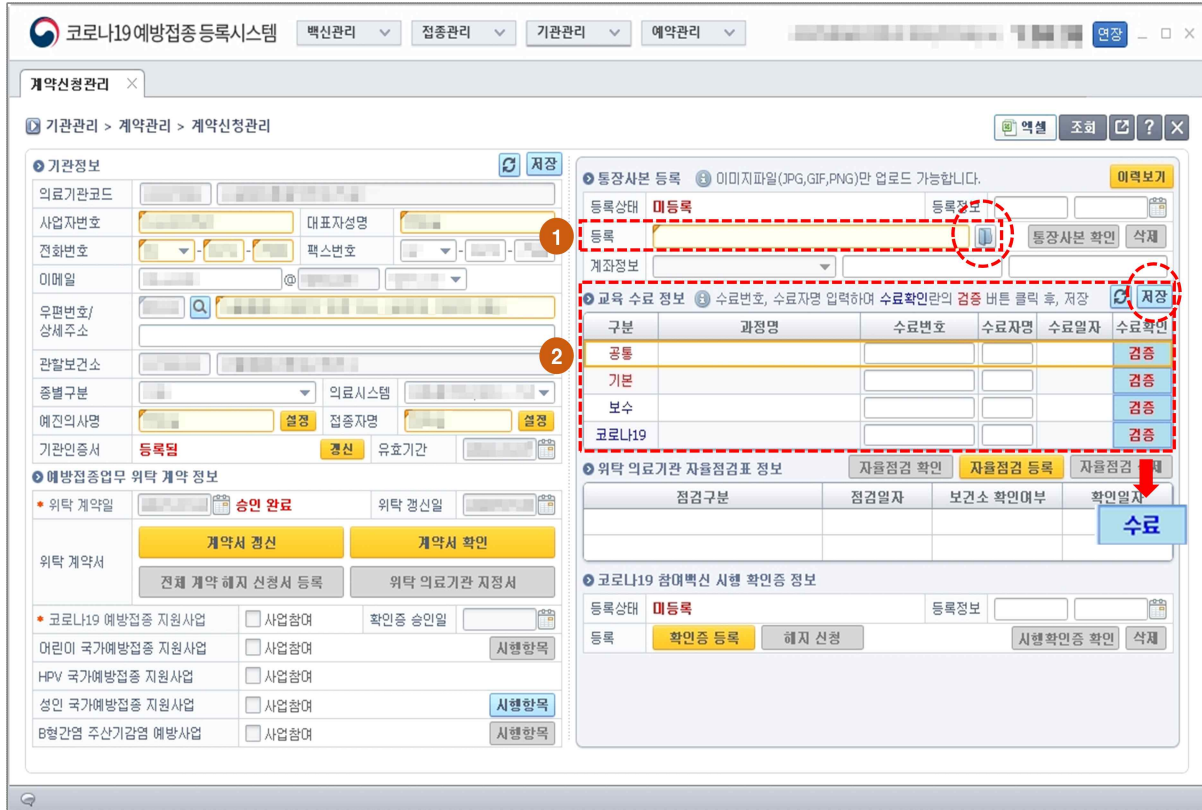 코로나19 예방접종 등록시스템 백신관리 접종관리 기관관리 예약관리 연장
계약신청관리
기관관리 > 계약관리 > 계약신청관리 엑셀 조회 ?
기관정보 저장
의료기관코드
사업자번호 대표자성명
전화번호 - - 팩스번호 - -
이메일 @
우편번호/
상세주소
관할보건소
종별구분 의료시스템
예진의사명 설정 접종자명 설정
기관인증서 등록됨 갱신 유효기간
예방접종업무 위탁 계약 정보
* 위탁 계약일 승인 완료 위탁 갱신일
위탁 계약서 계약서 갱신 계약서 확인
전체 계약 해지 신청서 등록 위탁 의료기관 지정서
* 코로나19 예방접종 지원사업 사업참여 확인증 승인일
어린이 국가예방접종 지원사업 사업참여 시행항목
HPV 국가예방접종 지원사업 사업참여
성인 국가예방접종 지원사업 사업참여 시행항목
B형간염 주산기감염 예방사업 사업참여 시행항목
통장사본 등록 이미지파일(JPG,GIF,PNG)만 업로드 가능합니다. 이력보기
등록상태 미등록 등록정보
1 등록 통장사본 확인 삭제
계좌정보
교육 수료 정보 수료번호, 수료자명 입력하여 수료확인란의 검증 버튼 클릭 후, 저장 저장
구분 과정명 수료번호 수료자명 수료일자 수료확인
2 공통 검증
기본 검증
보수 검증
코로나19 검증
위탁 의료기관 자율점검표 정보 자율점검 확인 자율점검 등록 자율점검
점검구분 점검일자 보건소 확인여부 확인일자
수료
코로나19 참여백신 시행 확인증 정보
등록상태 미등록 등록정보
등록 확인증 등록 해지 신청 시행확인증 확인 삭제